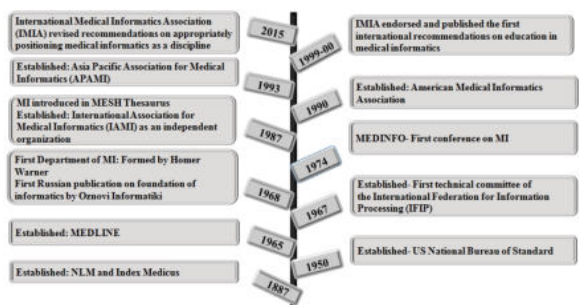 International Medical Informatics Association
(IMIA) revised recommendations on appropriately
positioning medical informatics as a discipline
2015
IMIA endorsed and published the first
international recommendations on education in
medical informatics
1999-00
Established: Asia Pacific Association for Medical
Informatics (APAMI)
1993
Established: American Medical Informatics
Association
1990
MI introduced in MESH Thesaurus
Established: International Association for
Medical Informatics (IAMI) as an independent
organization
1987
MEDINFO- First conference on MI
1974
First Department of MI: Formed by Homer
Warner
First Russian publication on foundation of
informatics by Oznovi Informatiki
1968
Established- First technical committee of
the International Federation for Information
Processing (IFIP)
1967
Established: MEDLINE
1965
Established- US National Bureau of Standard
1950
Established: NLM and Index Medicus
1887